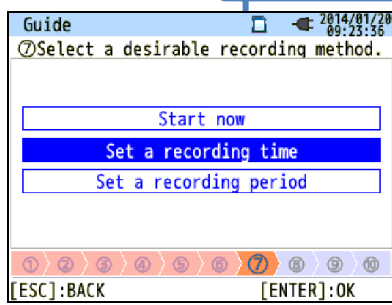 Guide 2014/01/20
09:23:36
⑦Select a desirable recording method.
Start now
Set a recording time
Set a recording period
① ② ③ ④ ⑤ ⑥ ⑦ ⑧ ⑨ ⑩
[ESC]:BACK [ENTER]:OK